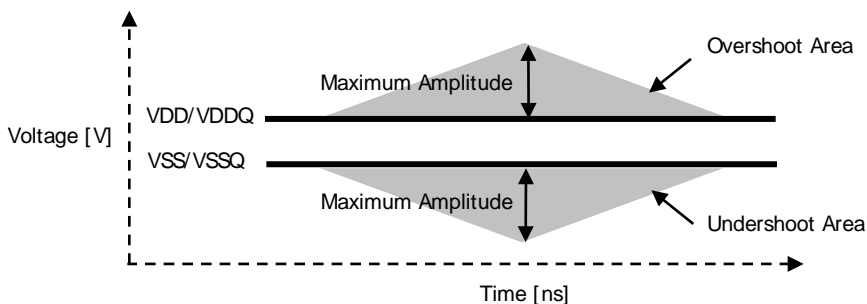 Overshoot Area
Maximum Amplitude
VDD/VDDQ
Voltage [V]
VSS/VSSQ
Maximum Amplitude
Undershoot Area
Time [ns]